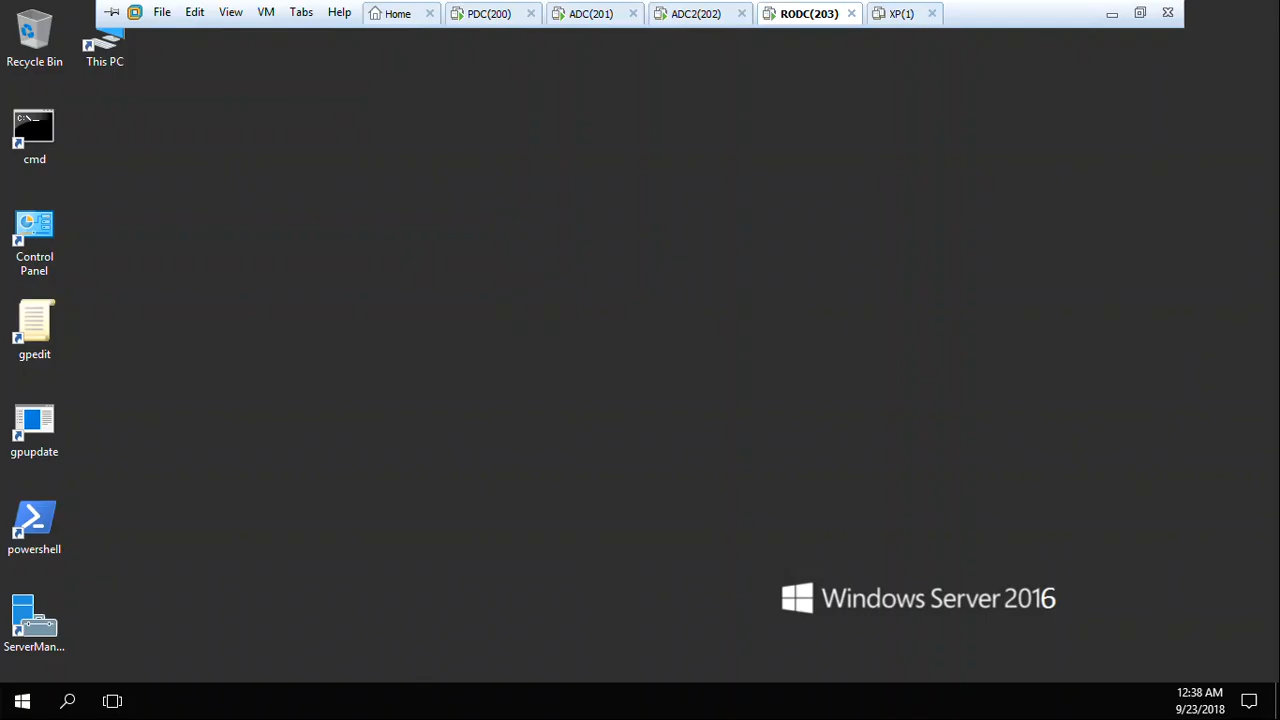 File Edit View VM Tabs Help Home PDC(200) ADC(201) ADC2(202) RODC(203) XP(1)
Recycle Bin
This PC
C:\_
cmd
Control
Panel
gpedit
gpupdate
powershell
ServerMan...
Windows Server 2016
12:38 AM
9/23/2018